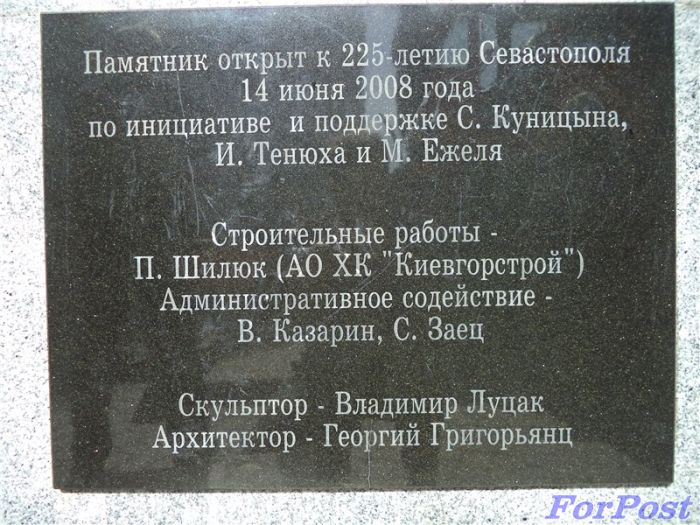 Памятник открыт к 225-летию Севастополя
14 июня 2008 года
по инициативе и поддержке С. Куницына,
И. Тенюха и М. Ежеля
Строительные работы -
П. Шилюк (АО ХК "Киевгорстрой")
Административное содействие -
В. Казарин, С. Заец
Скульптор - Владимир Луцак
Архитектор - Георгий Григорьянц
ForPost